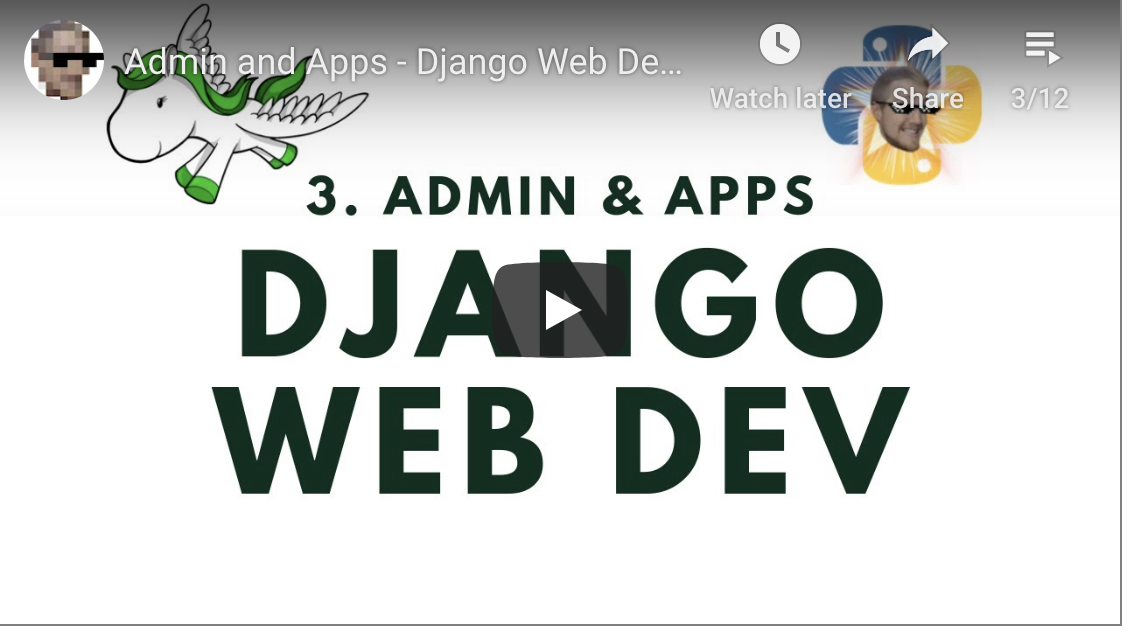 Admin and Apps - Django Web De...
Watch later
Share
3/12
3. ADMIN & APPS
DJANGO
WEB DEV